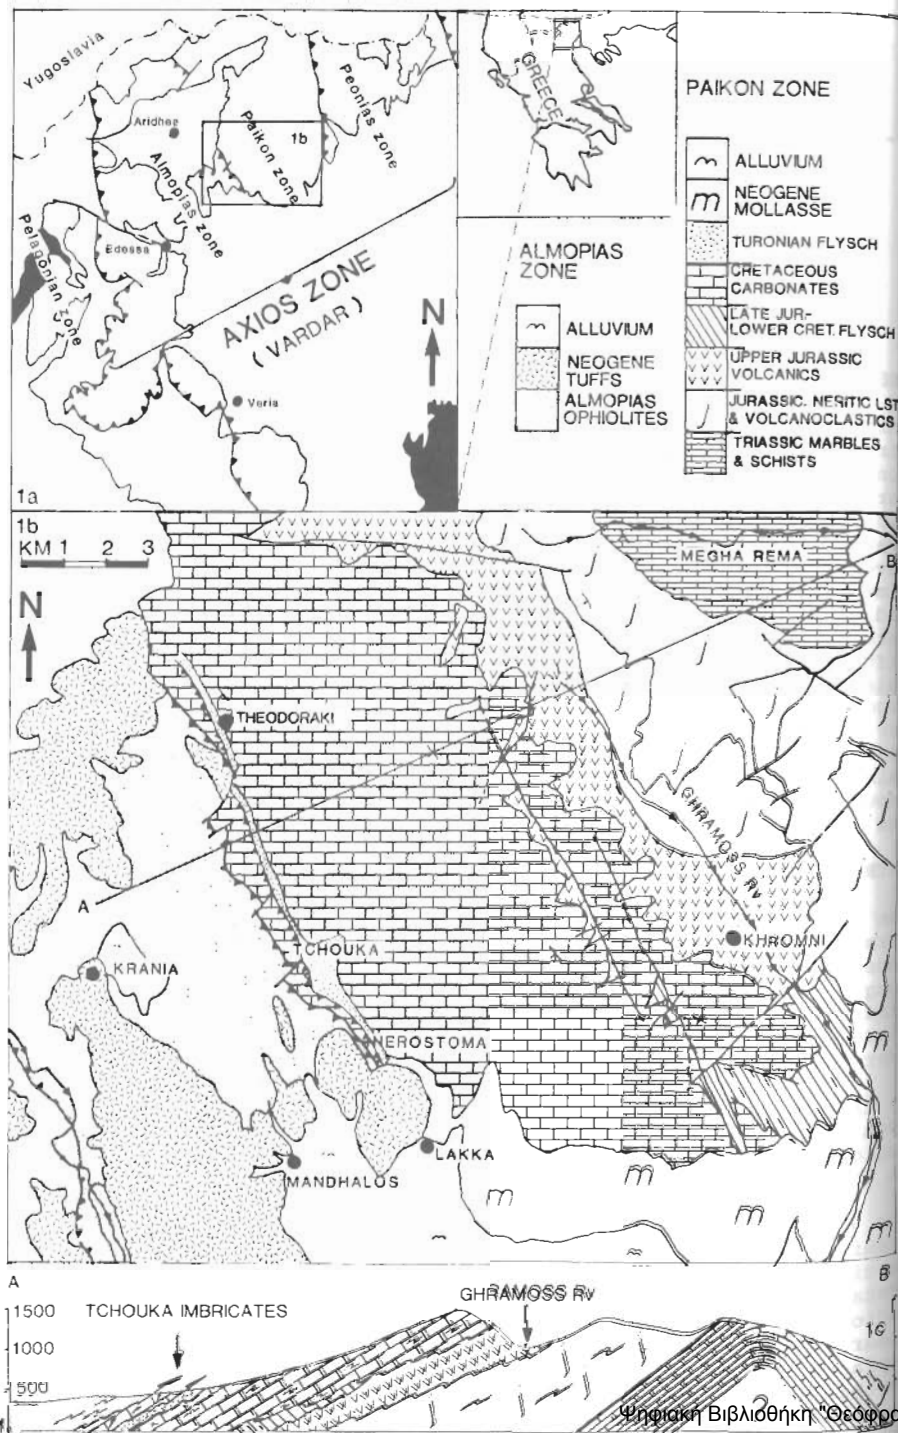 Yugoslavia
Aridhea
1b
Paikon zone
Peonias zone
Almopias zone
Pelagonian zone
Edessa
AXIOS ZONE
(VARDAR)
N
Veria
1a
GREECE
ALMOPIAS
ZONE
ALLUVIUM
NEOGENE
TUFFS
ALMOPIAS
OPHIOLITES
PAIKON ZONE
ALLUVIUM
NEOGENE
MOLLASSE
TURONIAN FLYSCH
CRETACEOUS
CARBONATES
LATE JUR-
LOWER CRET. FLYSCH
UPPER JURASSIC
VOLCANICS
JURASSIC. NERITIC LST
& VOLCANOCLASTICS
TRIASSIC MARBLES
& SCHISTS
1b
KM 1 2 3
N
MEGHA REMA
B
THEODORAKI
GHRAMOSS RV
A
TCHOUKA
KHROMNI
KRANIA
LAKKA
MANDHALOS
A
B
TCHOUKA IMBRICATES
GHRAMOSS Rv
1500
1000
500
?
Ψηφιακή Βιβλιοθήκη "Θεόφρα